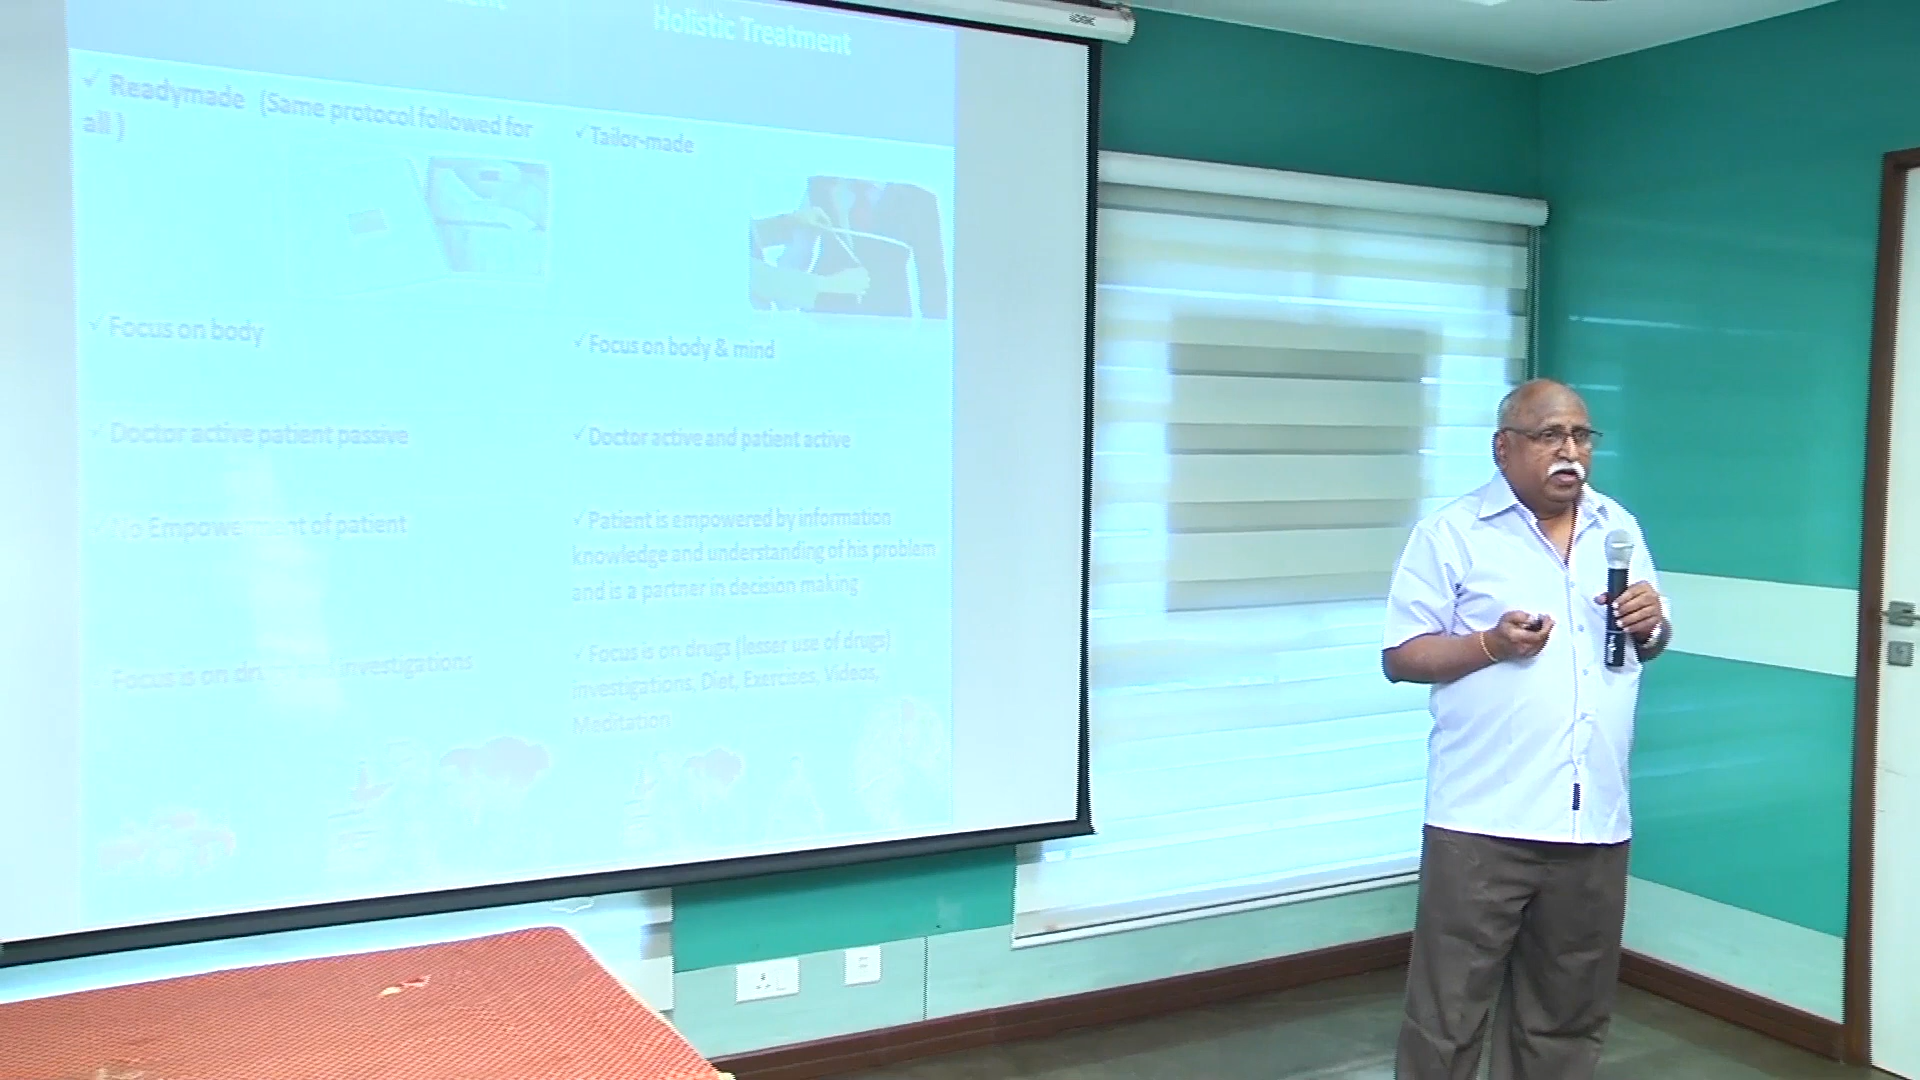 Holistic Treatment
✓ Readymade (Same protocol followed for
all )
✓ Tailor-made
✓ Focus on body
✓ Focus on body & mind
✓ Doctor active patient passive
✓ Doctor active and patient active
No Empowerment of patient
✓ Patient is empowered by information
knowledge and understanding of his problem
and is a partner in decision making
Focus is on investigations
✓ Focus is on drugs (lesser use of drugs)
investigations, Diet, Exercises, Videos,
Meditation
LOGIC